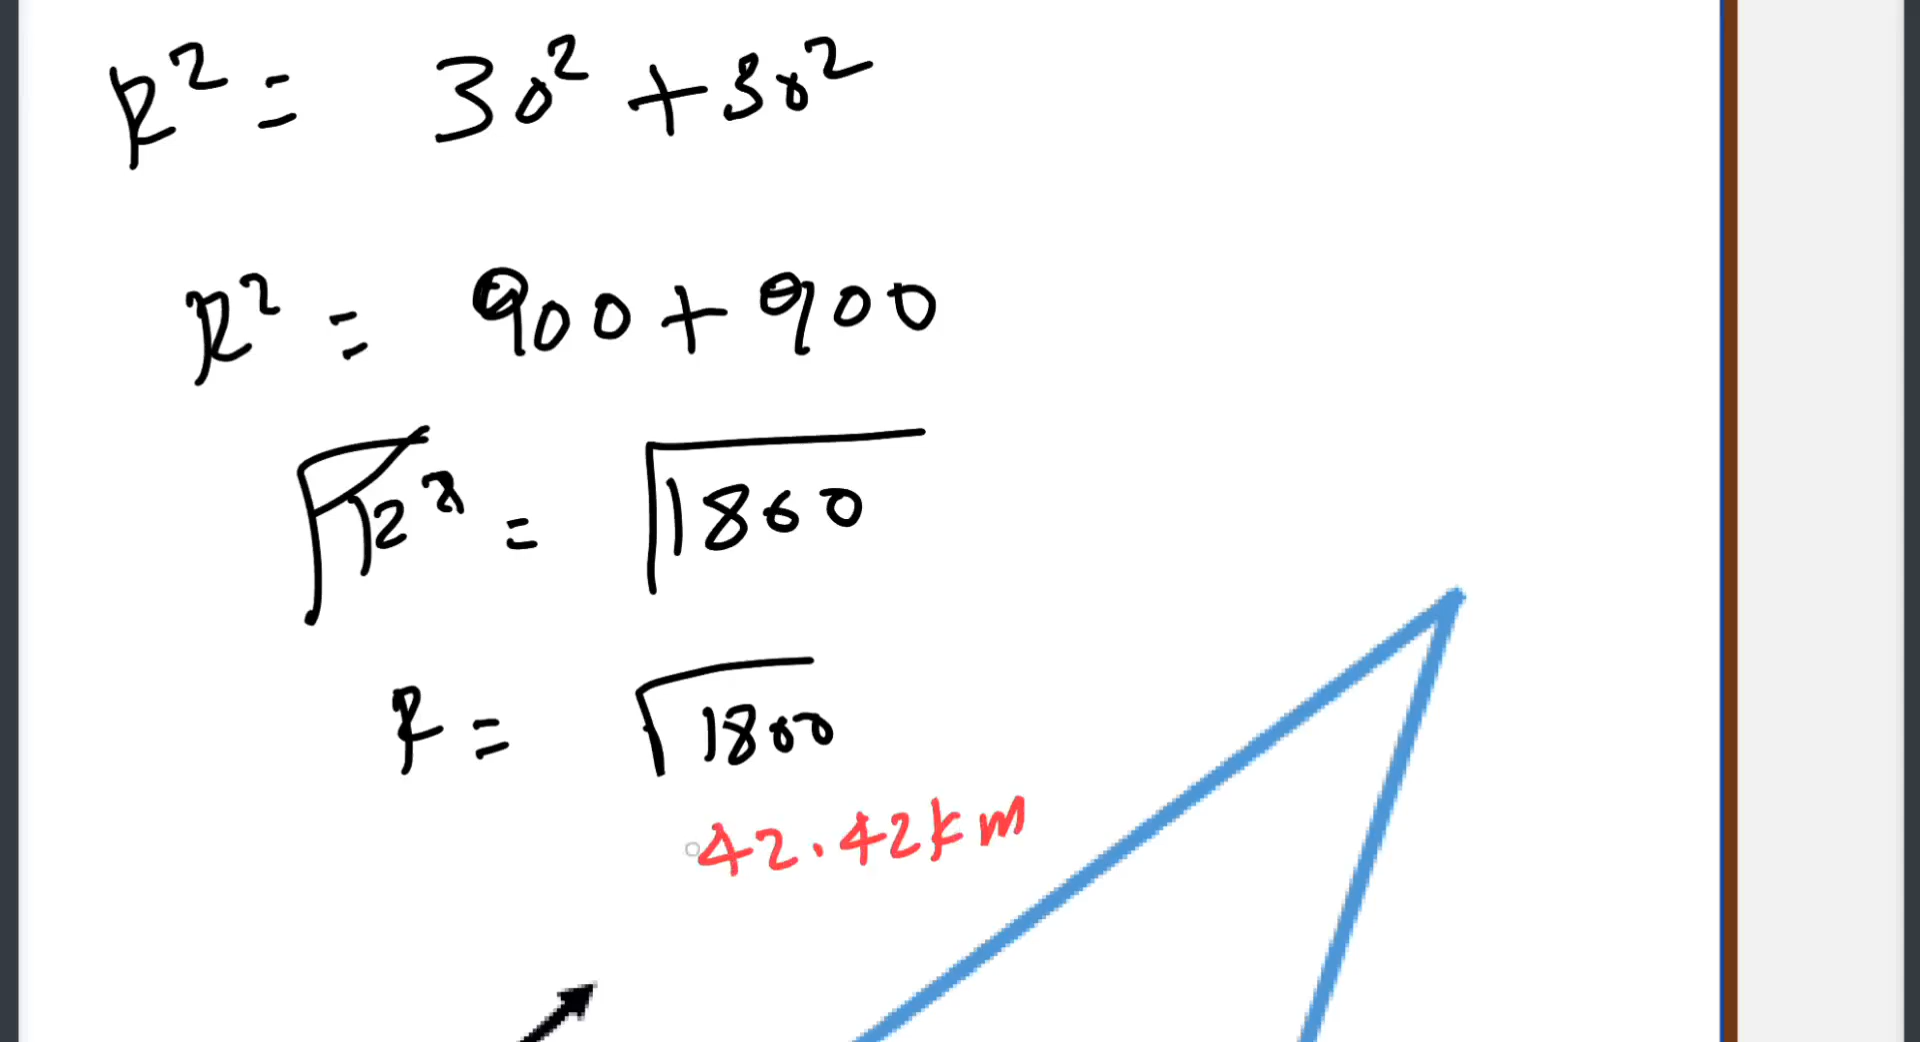 R² = 30² + 30²
R² = 900 + 900
√R² = √1800
R = √1800
42.42km